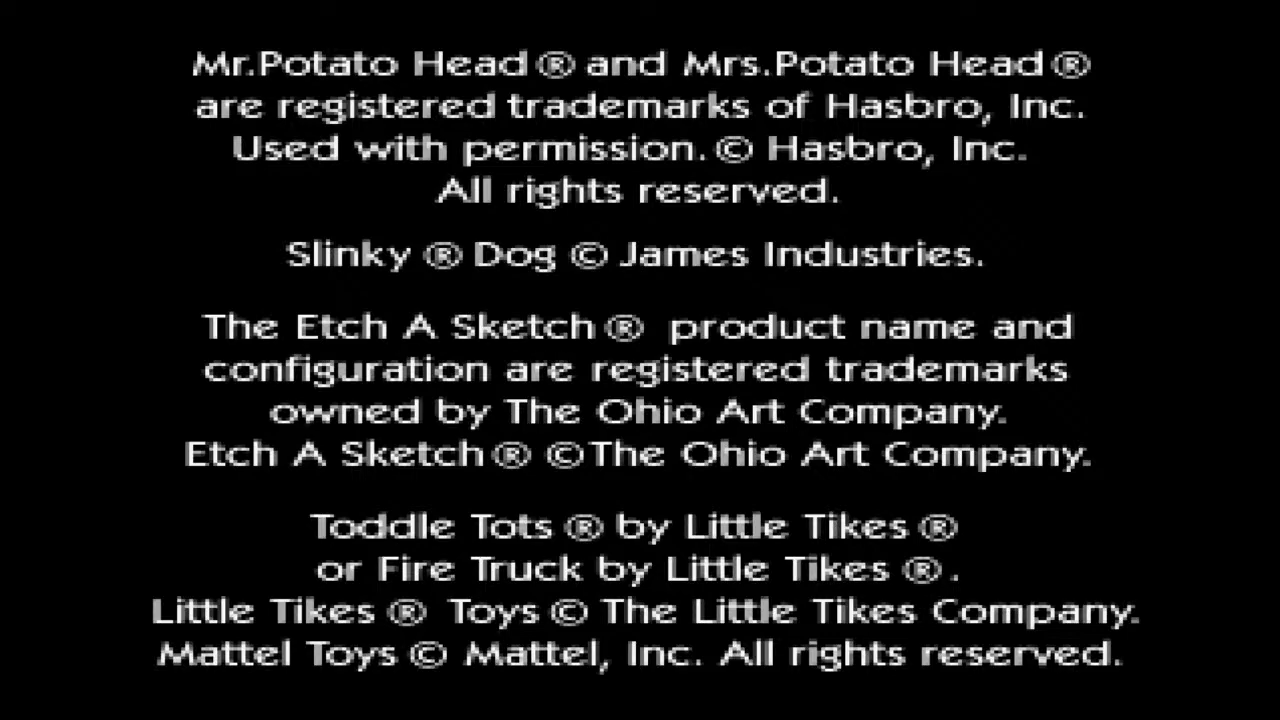 Mr.Potato Head ® and Mrs.Potato Head ®
are registered trademarks of Hasbro, Inc.
Used with permission. © Hasbro, Inc.
All rights reserved.
Slinky ® Dog © James Industries.
The Etch A Sketch ® product name and
configuration are registered trademarks
owned by The Ohio Art Company.
Etch A Sketch ® © The Ohio Art Company.
Toddle Tots ® by Little Tikes ®
or Fire Truck by Little Tikes ® .
Little Tikes ® Toys © The Little Tikes Company.
Mattel Toys © Mattel, Inc. All rights reserved.